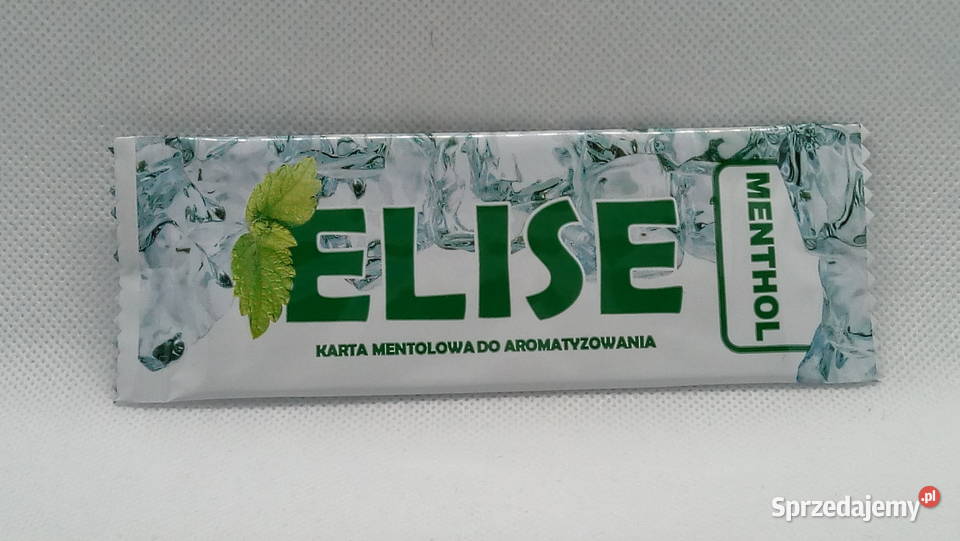 ELISE
MENTHOL
KARTA MENTOLOWA DO AROMATYZOWANIA
Sprzedajemy.pl